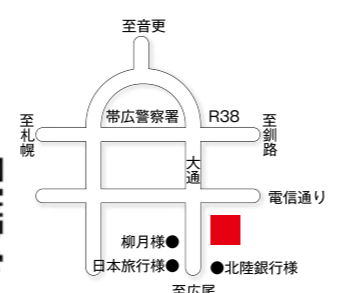 至音更
至札幌
帯広警察署
R38
至釧路
大通
電信通り
柳月様●
日本旅行様●
●北陸銀行様
至広尾